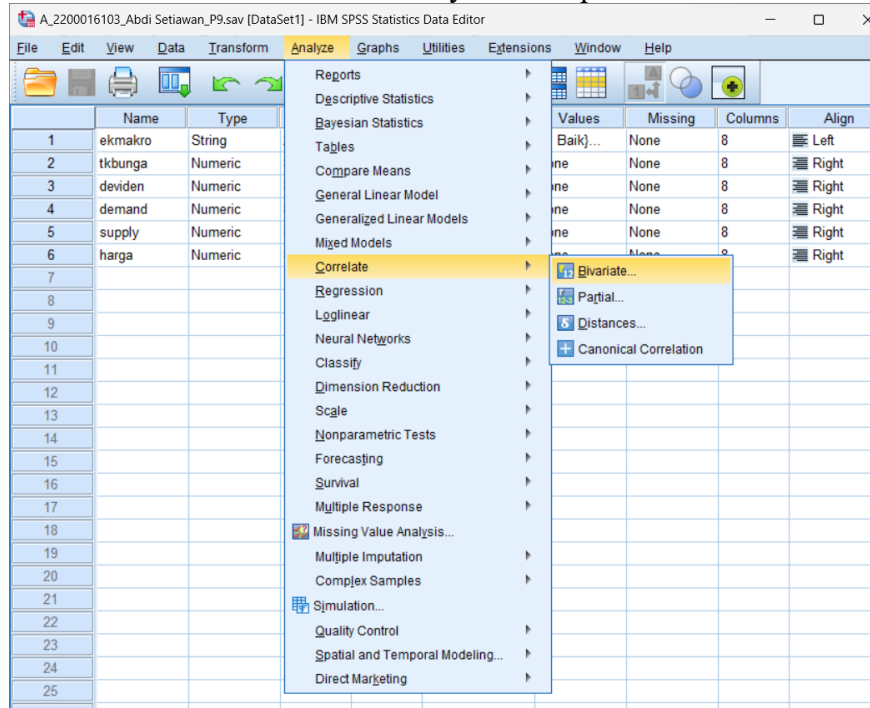 A_2200016103_Abdi Setiawan_P9.sav [DataSet1] - IBM SPSS Statistics Data Editor
File Edit View Data Transform Analyze Graphs Utilities Extensions Window Help
Name Type Values Missing Columns Align
1 ekmakro String Baik}... None 8 Left
2 tkbunga Numeric None 8 Right
3 deviden Numeric None 8 Right
4 demand Numeric None 8 Right
5 supply Numeric None 8 Right
6 harga Numeric None 8 Right
7
8
9
10
11
12
13
14
15
16
17
18
19
20
21
22
23
24
25
Reports
Descriptive Statistics
Bayesian Statistics
Tables
Compare Means
General Linear Model
Generalized Linear Models
Mixed Models
Correlate
Regression
Loglinear
Neural Networks
Classify
Dimension Reduction
Scale
Nonparametric Tests
Forecasting
Survival
Multiple Response
Missing Value Analysis...
Multiple Imputation
Complex Samples
Simulation...
Quality Control
Spatial and Temporal Modeling...
Direct Marketing
Bivariate...
Partial...
Distances...
Canonical Correlation